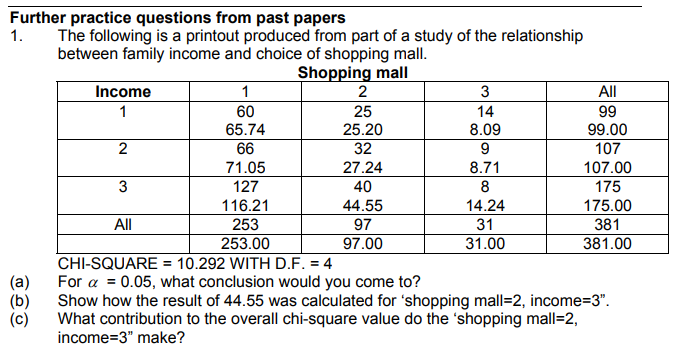 Further practice questions from past papers
1. The following is a printout produced from part of a study of the relationship
between family income and choice of shopping mall.
Shopping mall
Income 1 2 3 All
1 60 25 14 99
65.74 25.20 8.09 99.00
2 66 32 9 107
71.05 27.24 8.71 107.00
3 127 40 8 175
116.21 44.55 14.24 175.00
All 253 97 31 381
253.00 97.00 31.00 381.00
CHI-SQUARE = 10.292 WITH D.F. = 4
(a) For α = 0.05, what conclusion would you come to?
(b) Show how the result of 44.55 was calculated for ‘shopping mall=2, income=3”.
(c) What contribution to the overall chi-square value do the ‘shopping mall=2,
income=3” make?